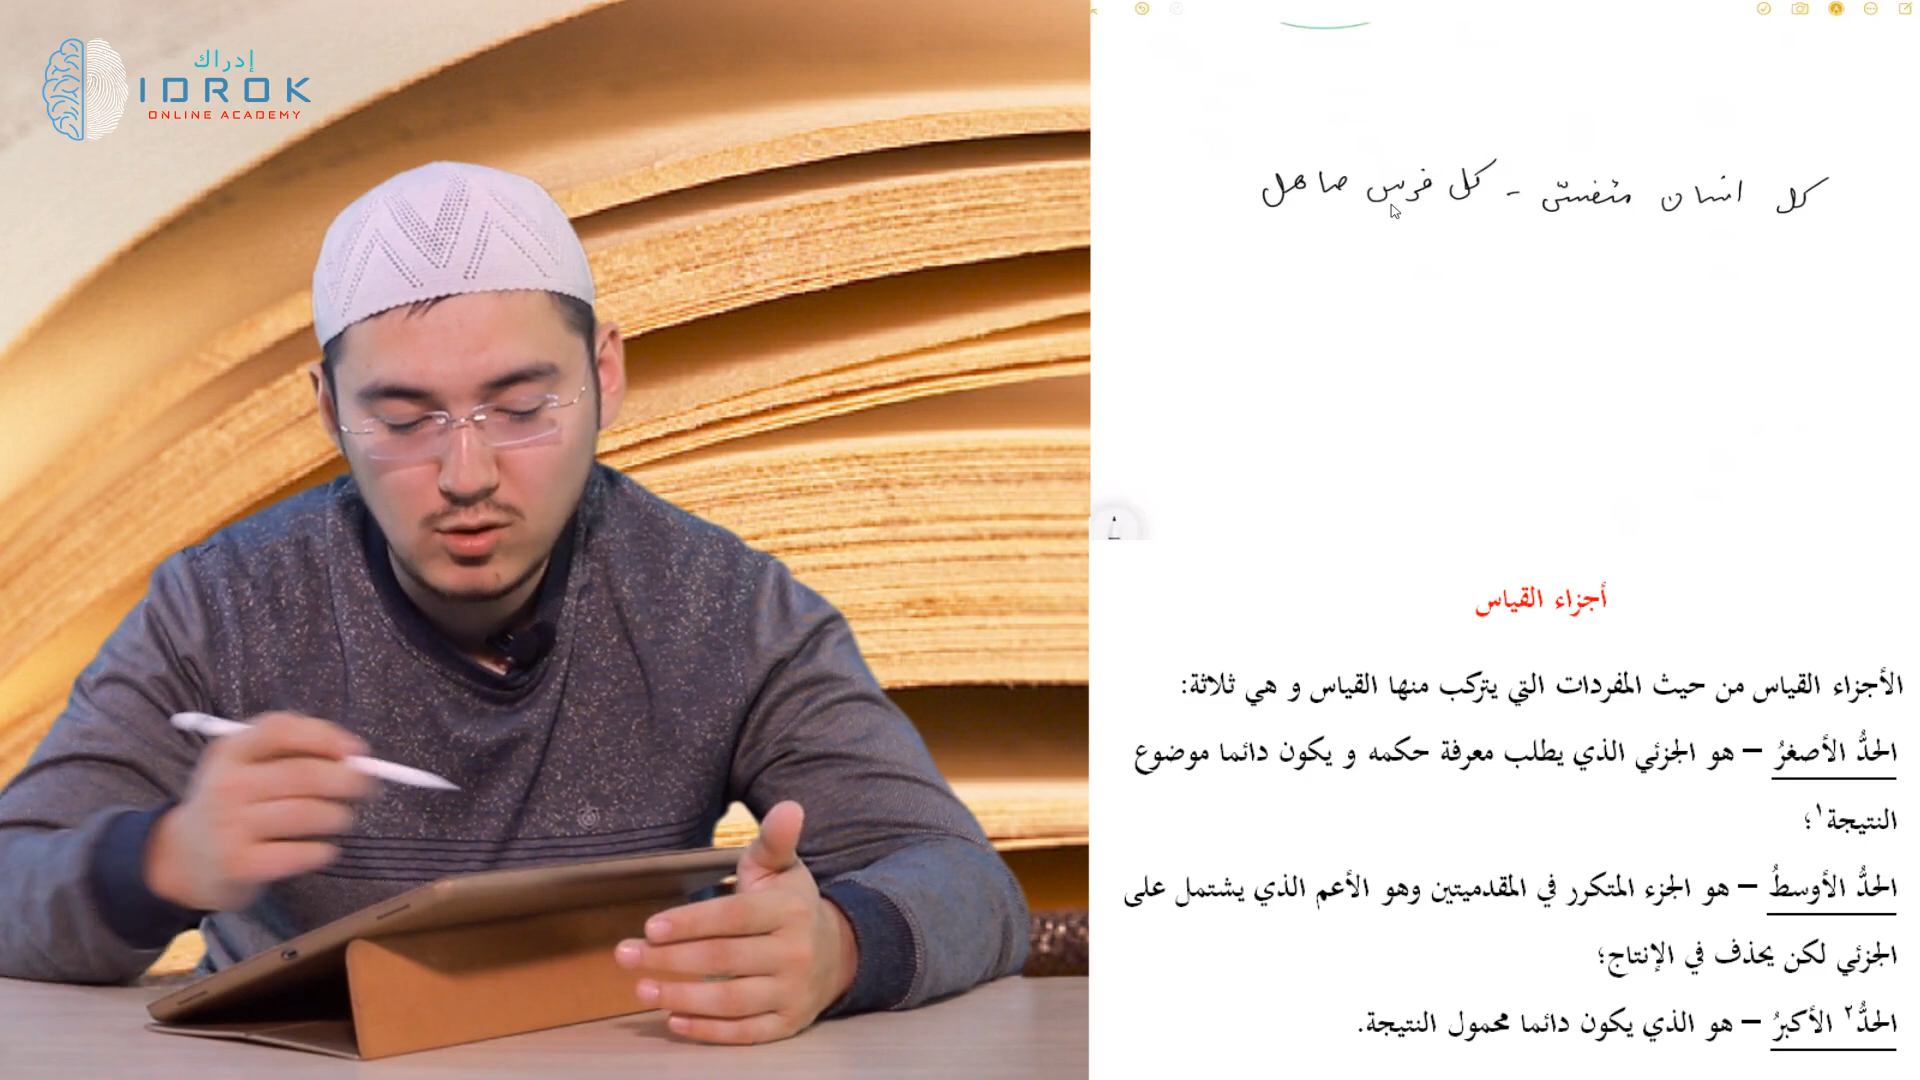 إدراك
IDROK
ONLINE ACADEMY
كل انسان متنفس - كل فرس صاهل
أجزاء القياس
الأجزاء القياس من حيث المفردات التي يتركب منها القياس و هي ثلاثة:
الحدُّ الأصغرُ – هو الجزئي الذي يطلب معرفة حكمه و يكون دائما موضوع
النتيجة١؛
الحدُّ الأوسطُ – هو الجزء المتكرر في المقدميتين وهو الأعم الذي يشتمل على
الجزئي لكن يحذف في الإنتاج؛
الحدُّ٢ الأكبرُ – هو الذي يكون دائما محمول النتيجة.